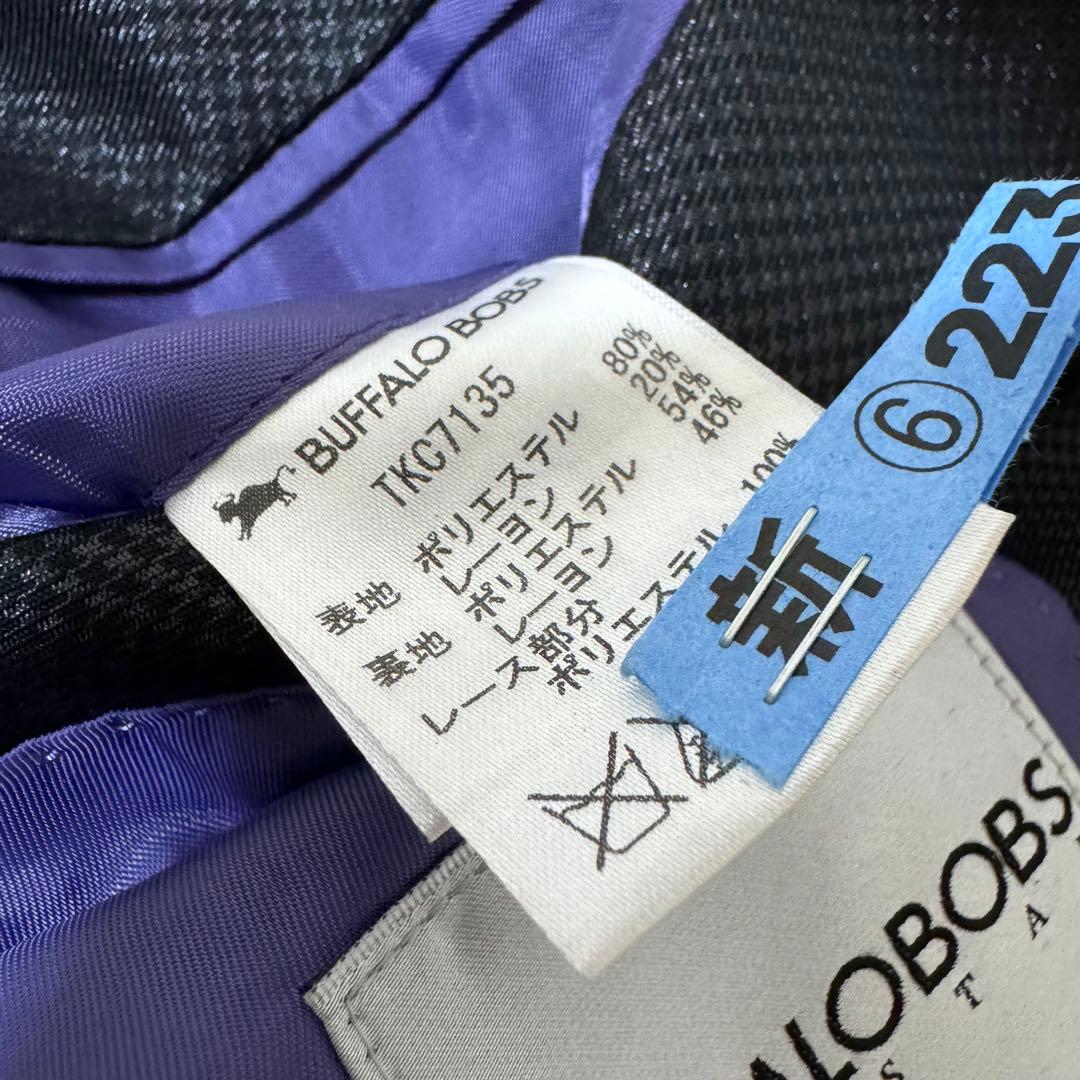 BUFFALO BOBS
TKC7135
表地 ポリエステル 80%
レーヨン 20%
裏地 ポリエステル 54%
レーヨン 46%
レース部分
ポリエステル 100%
⑥223
新
ALOBOBS
S T A